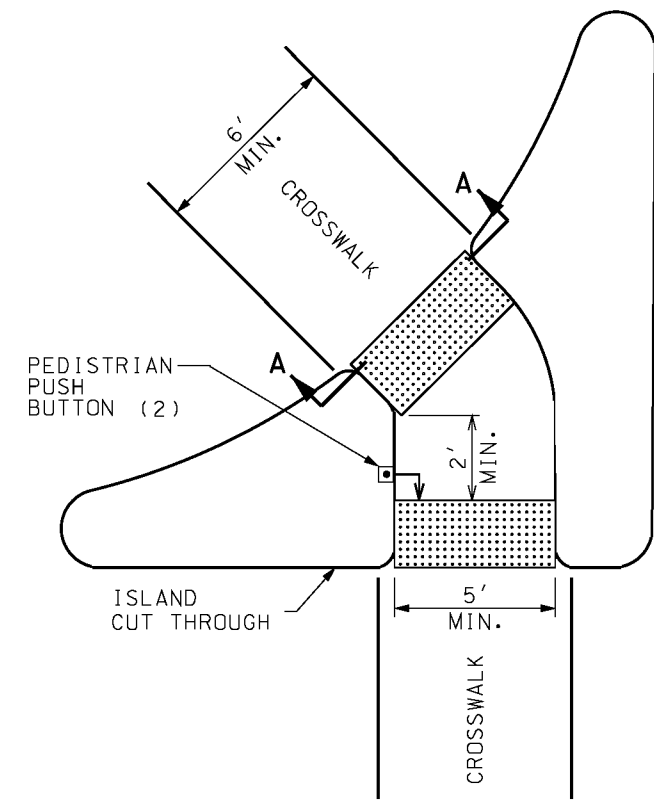 6'
MIN.
CROSSWALK
A
A
PEDISTRIAN
PUSH
BUTTON (2)
2'
MIN.
ISLAND
CUT THROUGH
5'
MIN.
CROSSWALK